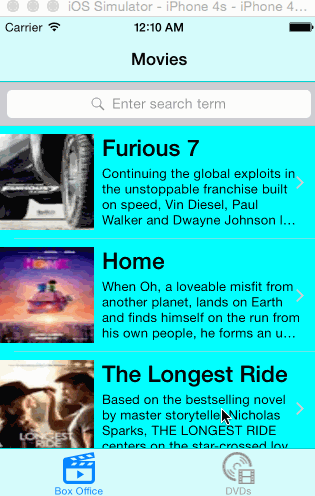 iOS Simulator - iPhone 4s - iPhone 4...
Carrier 12:10 AM
Movies
Enter search term
Furious 7
Continuing the global exploits in
the unstoppable franchise built
on speed, Vin Diesel, Paul
Walker and Dwayne Johnson l...
HOME
Home
When Oh, a loveable misfit from
another planet, lands on Earth
and finds himself on the run from
his own people, he forms an u...
LONGEST
RIDE
The Longest Ride
Based on the bestselling novel
by master storyteller Nicholas
Sparks, THE LONGEST RIDE
centers on the star-crossed lov
Box Office
DVDs